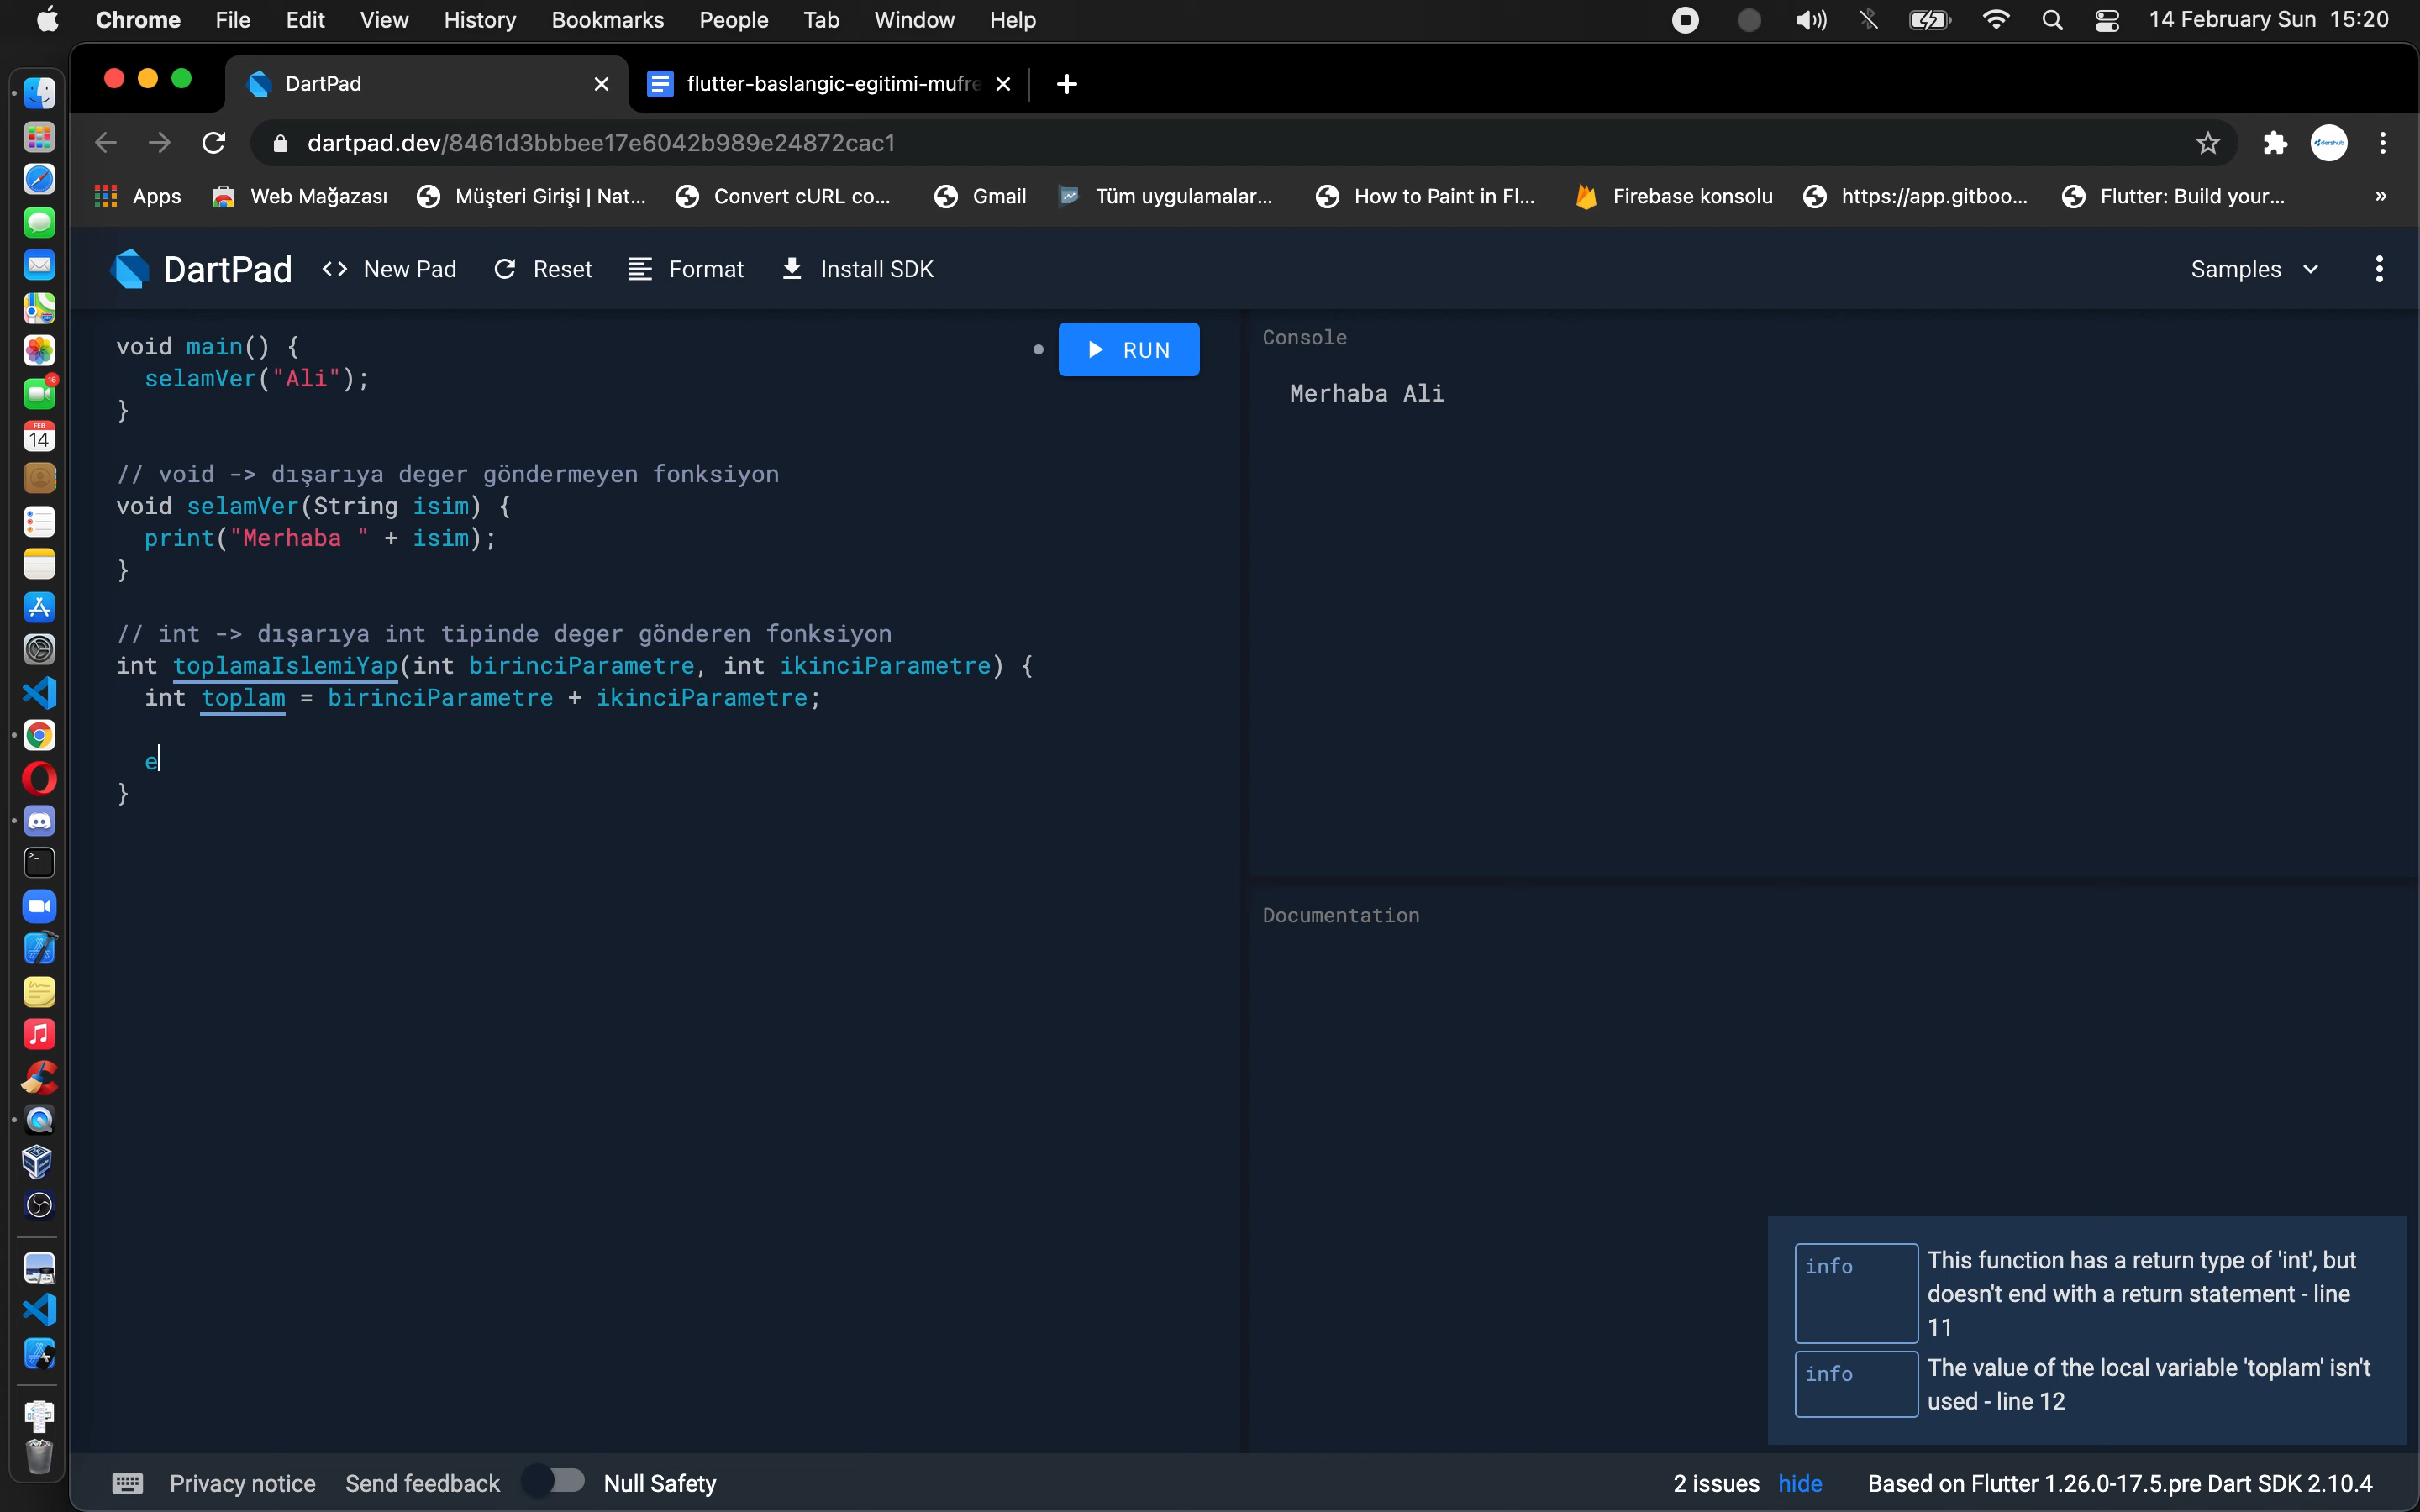 Chrome File Edit View History Bookmarks People Tab Window Help 14 February Sun 15:20
DartPad flutter-baslangic-egitimi-mufre
dartpad.dev/8461d3bbbee17e6042b989e24872cac1 dershub
Apps Web Mağazası Müşteri Girişi | Nat... Convert cURL co... Gmail Tüm uygulamalar... How to Paint in Fl... Firebase konsolu https://app.gitboo... Flutter: Build your... »
DartPad <> New Pad Reset Format Install SDK Samples
RUN
void main() {
selamVer("Ali");
}
// void -> dışarıya deger göndermeyen fonksiyon
void selamVer(String isim) {
print("Merhaba " + isim);
}
// int -> dışarıya int tipinde deger gönderen fonksiyon
int toplamaIslemiYap(int birinciParametre, int ikinciParametre) {
int toplam = birinciParametre + ikinciParametre;
e
}
Console
Merhaba Ali
Documentation
info This function has a return type of 'int', but
doesn't end with a return statement - line
11
info The value of the local variable 'toplam' isn't
used - line 12
16
FEB
14
Privacy notice Send feedback Null Safety 2 issues hide Based on Flutter 1.26.0-17.5.pre Dart SDK 2.10.4